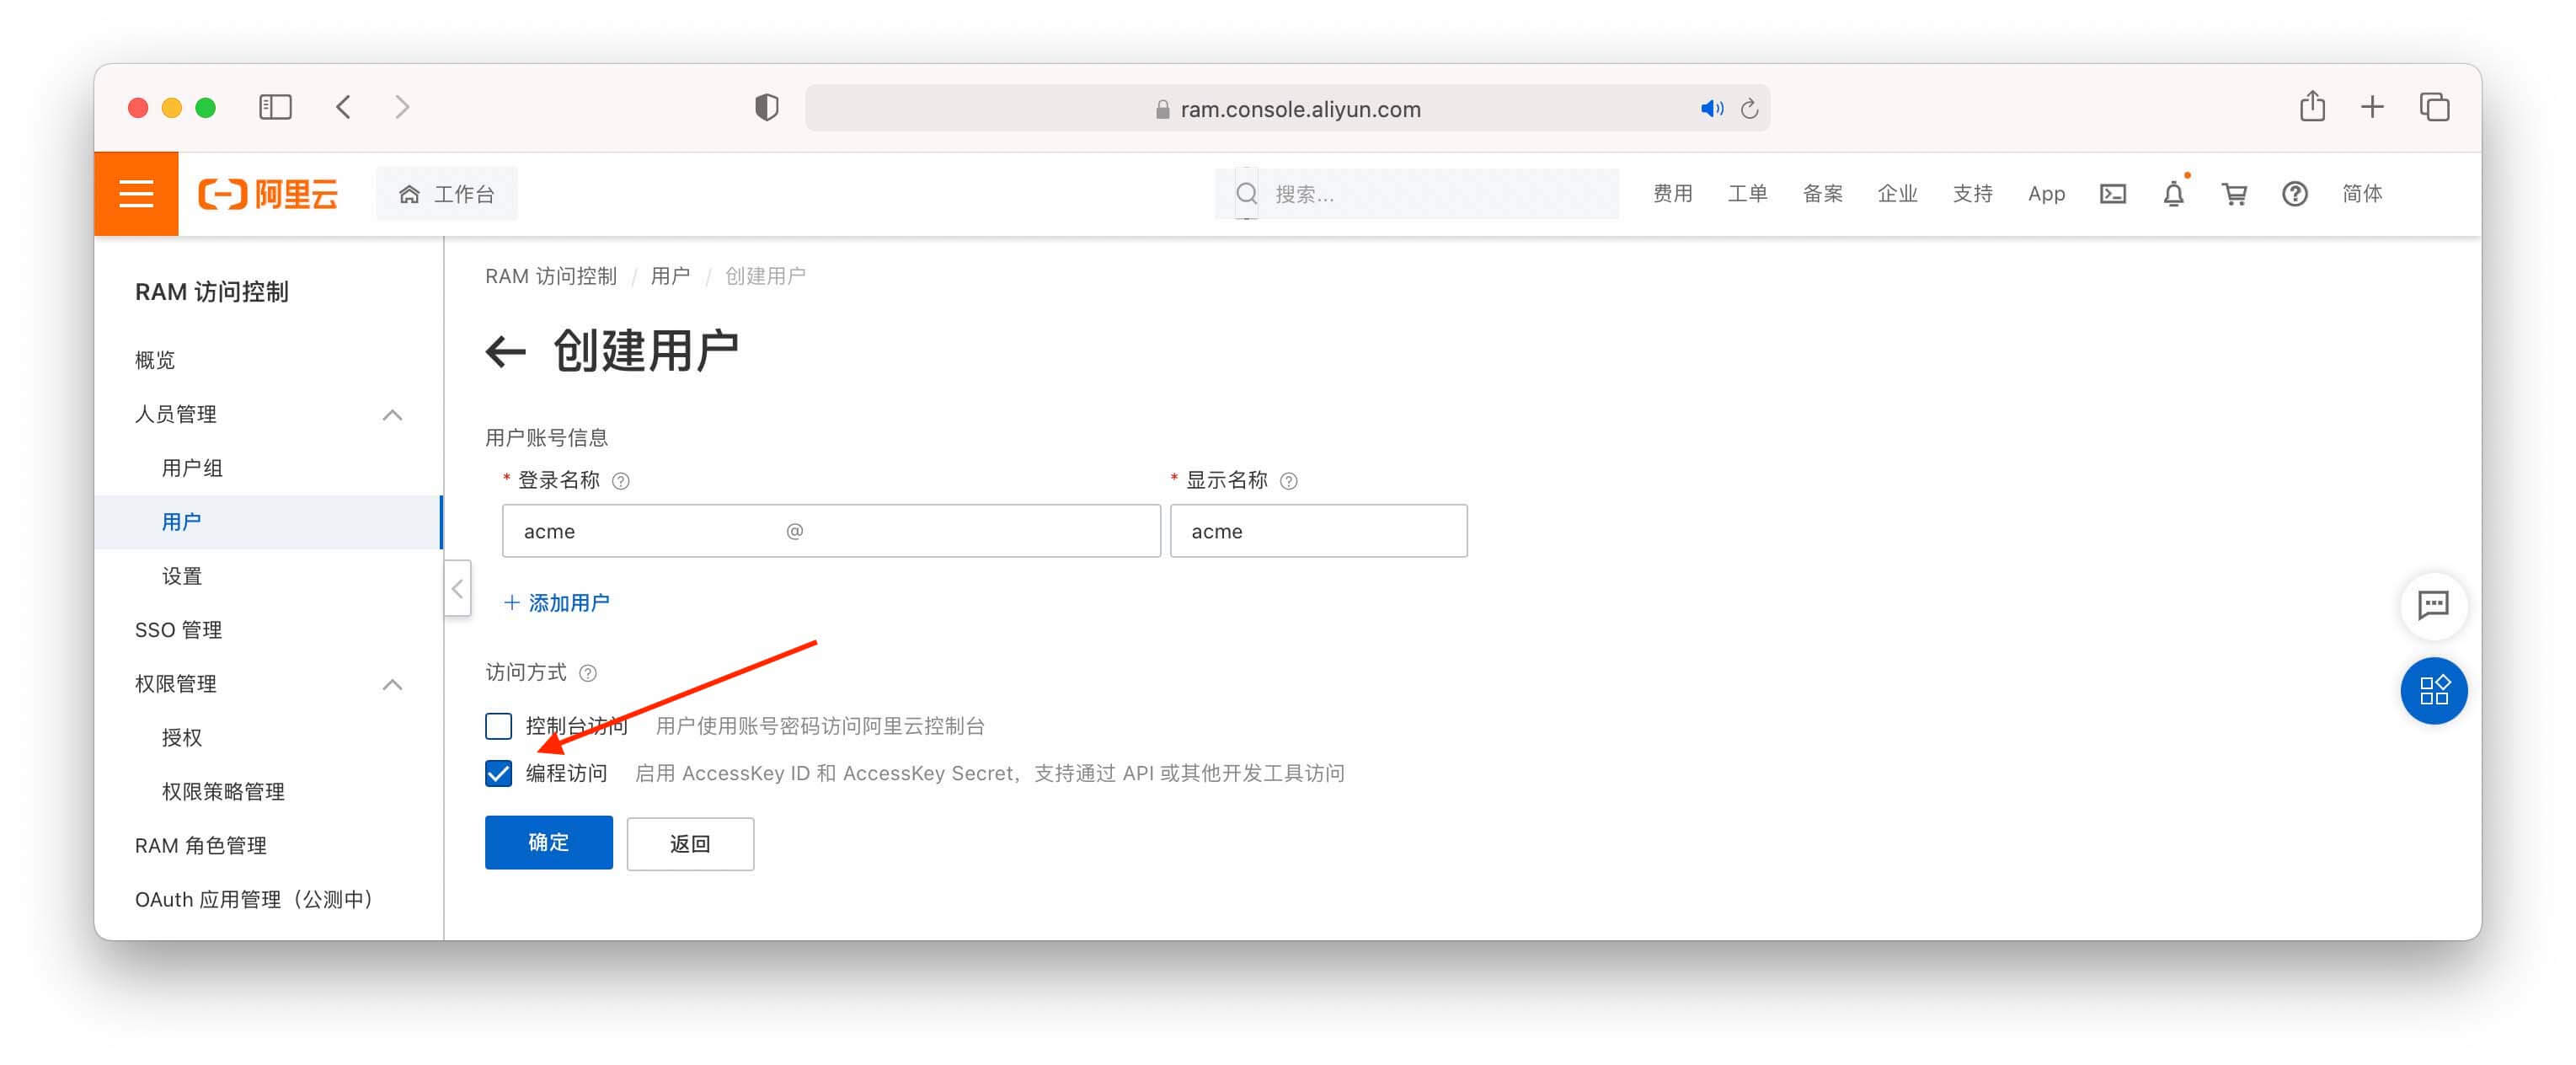 ram.console.aliyun.com
阿里云
工作台
搜索...
费用 工单 备案 企业 支持 App 简体
RAM 访问控制
概览
人员管理
用户组
用户
设置
SSO 管理
权限管理
授权
权限策略管理
RAM 角色管理
OAuth 应用管理（公测中）
RAM 访问控制 / 用户 / 创建用户
← 创建用户
用户账号信息
* 登录名称 ?
* 显示名称 ?
acme @
acme
+ 添加用户
访问方式 ?
控制台访问 用户使用账号密码访问阿里云控制台
编程访问 启用 AccessKey ID 和 AccessKey Secret，支持通过 API 或其他开发工具访问
确定 返回